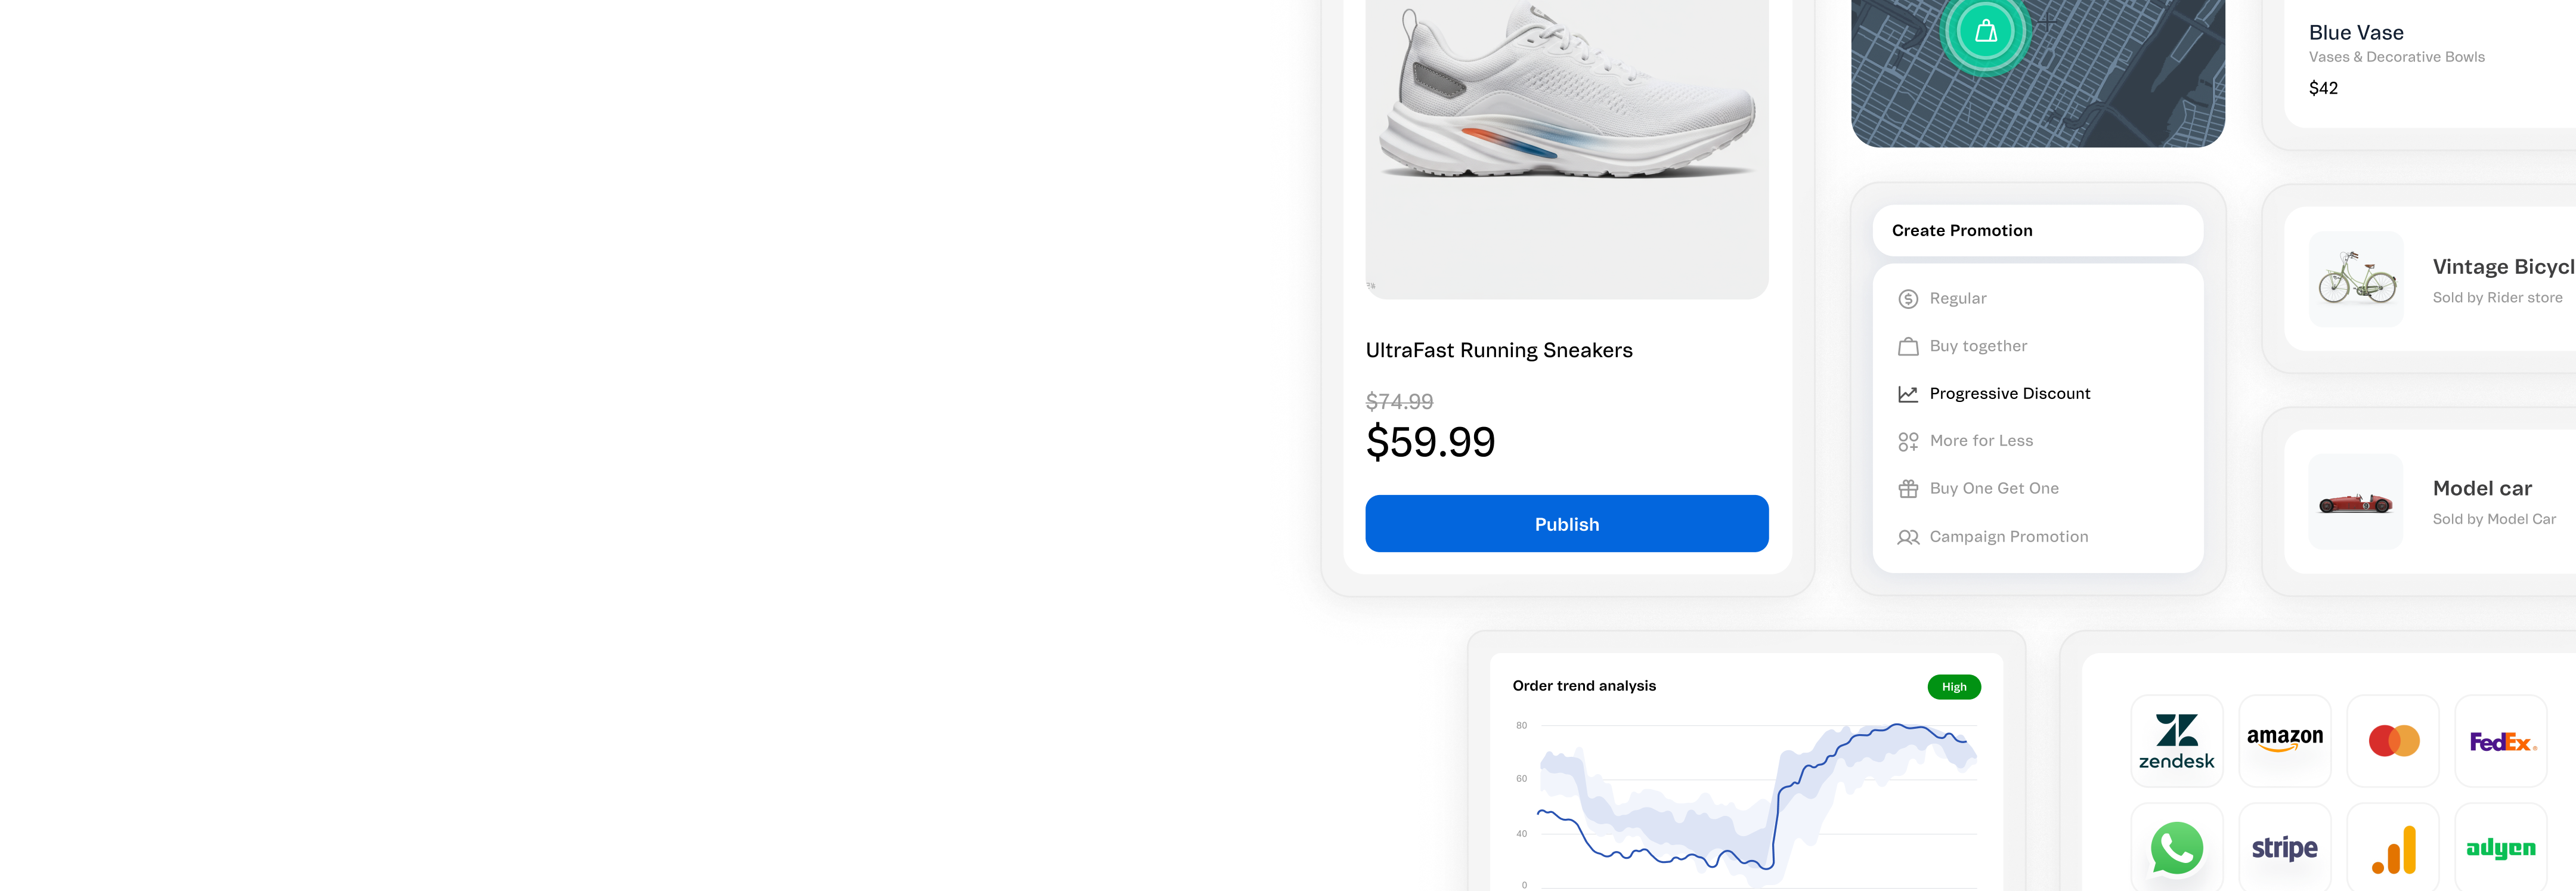 Blue Vase
Vases & Decorative Bowls
$42
UltraFast Running Sneakers
$74.99
$59.99
Publish
Create Promotion
Regular
Buy together
Progressive Discount
More for Less
Buy One Get One
Campaign Promotion
Vintage Bicycl
Sold by Rider store
Model car
Sold by Model Car
Order trend analysis
High
80
60
40
0
zendesk
amazon
FedEx
stripe
adyen